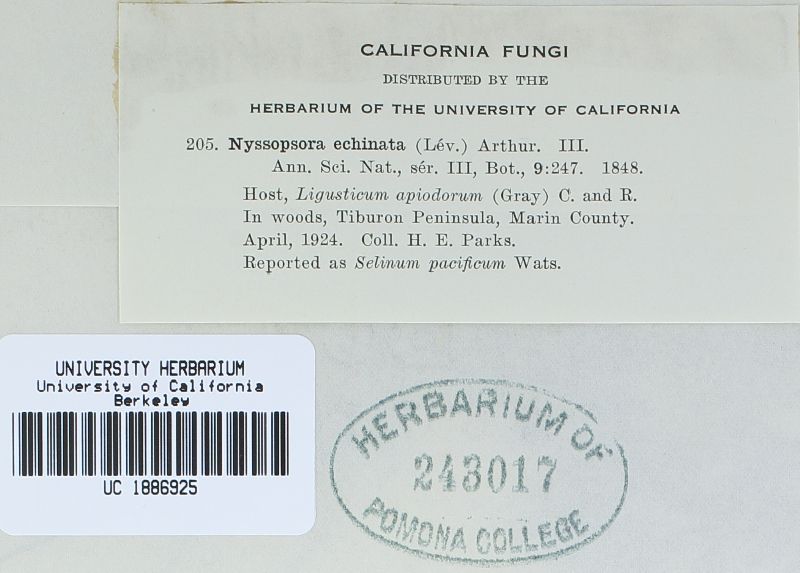 CALIFORNIA FUNGI
DISTRIBUTED BY THE
HERBARIUM OF THE UNIVERSITY OF CALIFORNIA
205. Nyssopsora echinata (Lév.) Arthur. III.
Ann. Sci. Nat., sér. III, Bot., 9:247. 1848.
Host, Ligusticum apiodorum (Gray) C. and R.
In woods, Tiburon Peninsula, Marin County.
April, 1924. Coll. H. E. Parks.
Reported as Selinum pacificum Wats.
UNIVERSITY HERBARIUM
University of California
Berkeley
UC 1886925
HERBARIUM OF
243017
POMONA COLLEGE